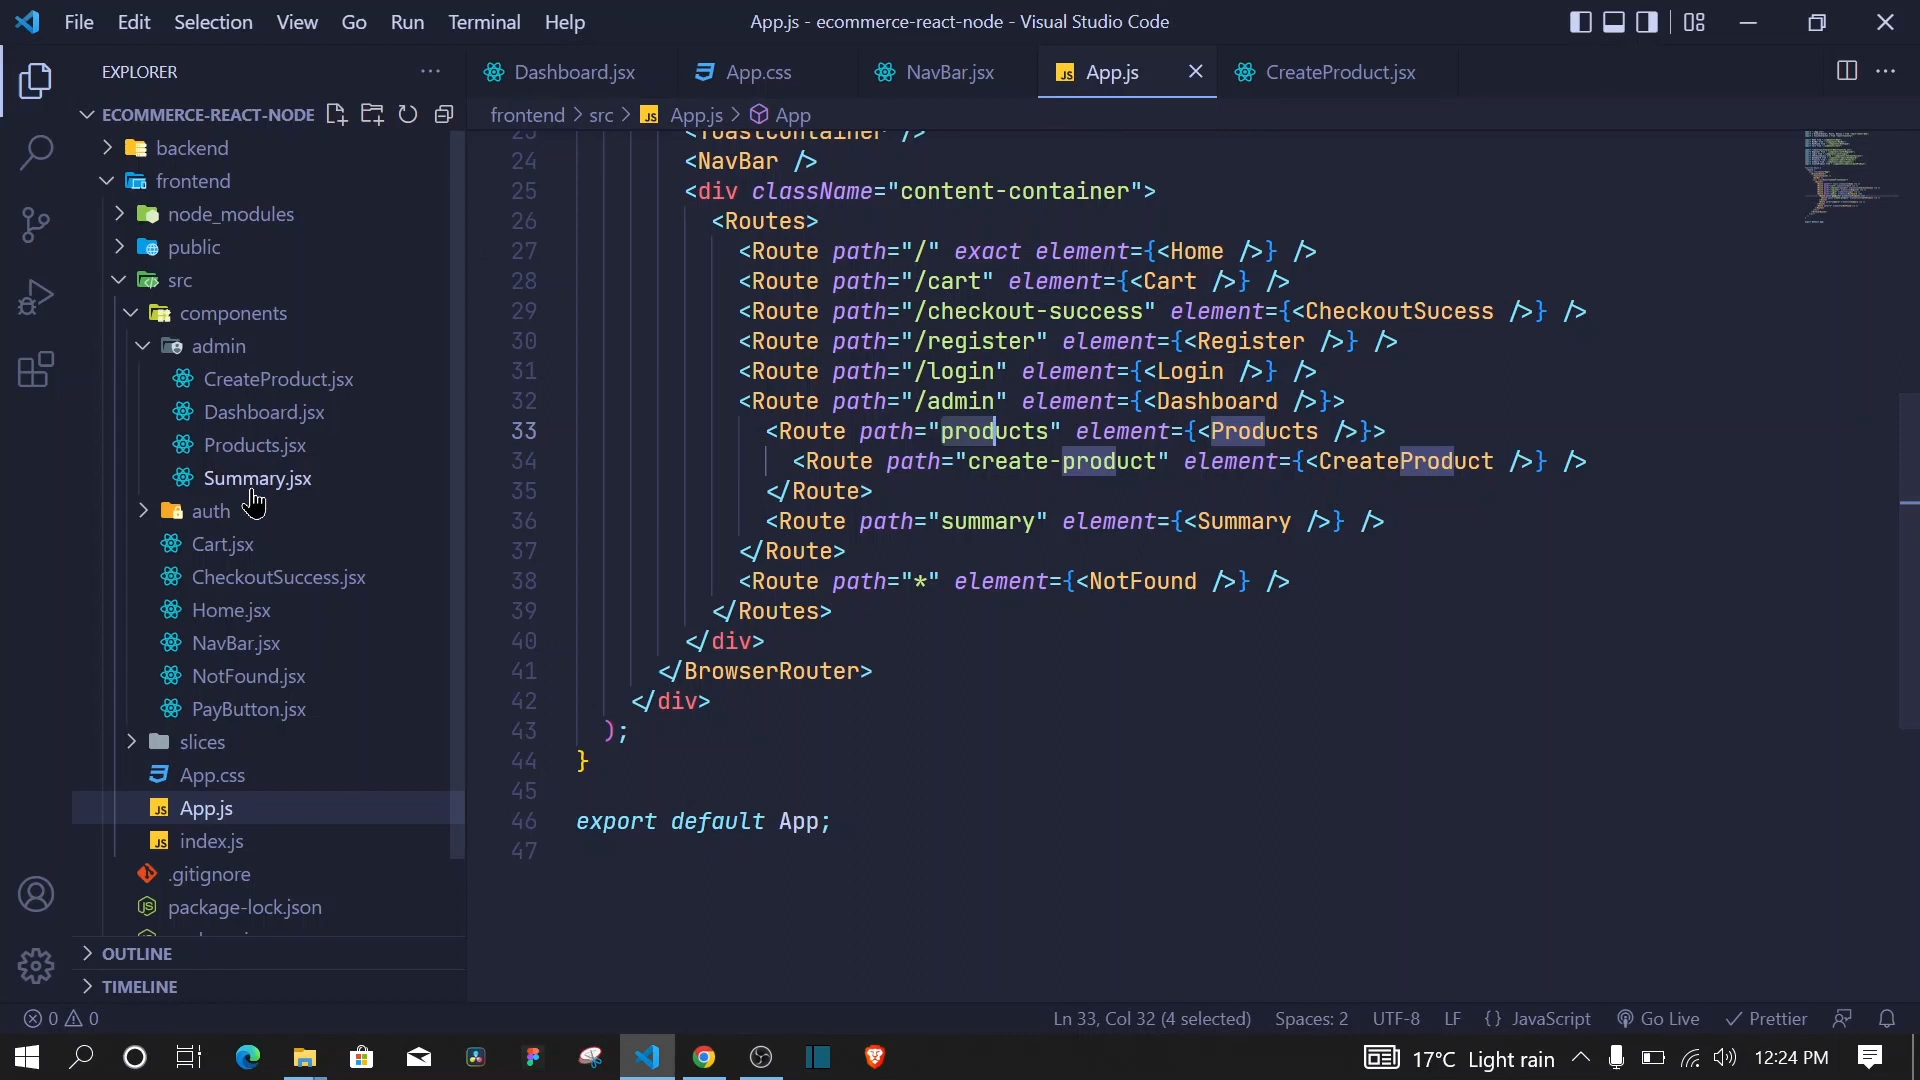 File Edit Selection View Go Run Terminal Help
App.js - ecommerce-react-node - Visual Studio Code
EXPLORER
ECOMMERCE-REACT-NODE
backend
frontend
node_modules
public
src
components
admin
CreateProduct.jsx
Dashboard.jsx
Products.jsx
Summary.jsx
auth
Cart.jsx
CheckoutSuccess.jsx
Home.jsx
NavBar.jsx
NotFound.jsx
PayButton.jsx
slices
App.css
App.js
index.js
.gitignore
package-lock.json
OUTLINE
TIMELINE
Dashboard.jsx App.css NavBar.jsx JS App.js CreateProduct.jsx
frontend > src > JS App.js > App
23 <ToastContainer />
24 <NavBar />
25 <div className="content-container">
26 <Routes>
27 <Route path="/" exact element={<Home />} />
28 <Route path="/cart" element={<Cart />} />
29 <Route path="/checkout-success" element={<CheckoutSucess />} />
30 <Route path="/register" element={<Register />} />
31 <Route path="/login" element={<Login />} />
32 <Route path="/admin" element={<Dashboard />}>
33 <Route path="products" element={<Products />}>
34 <Route path="create-product" element={<CreateProduct />} />
35 </Route>
36 <Route path="summary" element={<Summary />} />
37 </Route>
38 <Route path="*" element={<NotFound />} />
39 </Routes>
40 </div>
41 </BrowserRouter>
42 </div>
43 );
44 }
45
46 export default App;
47
0 0
Ln 33, Col 32 (4 selected) Spaces: 2 UTF-8 LF {} JavaScript Go Live Prettier
17°C Light rain 12:24 PM